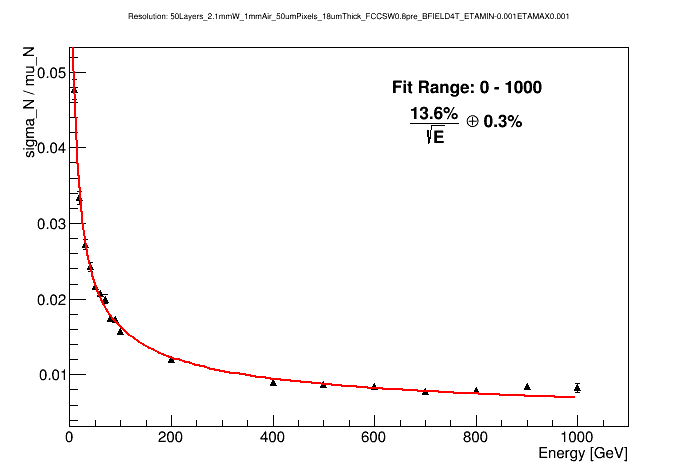 Resolution: 50Layers_2.1mmW_1mmAir_50umPixels_18umThick_FCCSW0.8pre_BFIELD4T_ETAMIN-0.001ETAMAX0.001
sigma_N / mu_N
0.05
0.04
0.03
0.02
0.01
Fit Range: 0 - 1000
13.6%
√E
⊕ 0.3%
0 200 400 600 800 1000
Energy [GeV]